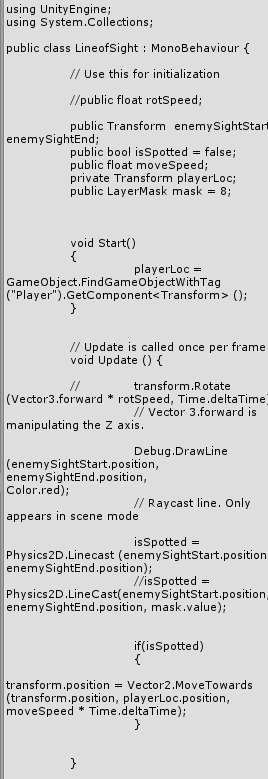 using UnityEngine;
using System.Collections;
public class LineofSight : MonoBehaviour {
// Use this for initialization
//public float rotSpeed;
public Transform enemySightStart
enemySightEnd;
public bool isSpotted = false;
public float moveSpeed;
private Transform playerLoc;
public LayerMask mask = 8;
void Start()
{
playerLoc =
GameObject.FindGameObjectWithTag
("Player").GetComponent<Transform> ();
}
// Update is called once per frame
void Update () {
// transform.Rotate
(Vector3.forward * rotSpeed, Time.deltaTime)
// Vector 3.forward is
manipulating the Z axis.
Debug.DrawLine
(enemySightStart.position,
enemySightEnd.position,
Color.red);
// Raycast line. Only
appears in scene mode
isSpotted =
Physics2D.Linecast (enemySightStart.position
enemySightEnd.position);
//isSpotted =
Physics2D.LineCast(enemySightStart.position,
enemySightEnd.position, mask.value);
if(isSpotted)
{
transform.position = Vector2.MoveTowards
(transform.position, playerLoc.position,
moveSpeed * Time.deltaTime);
}
}